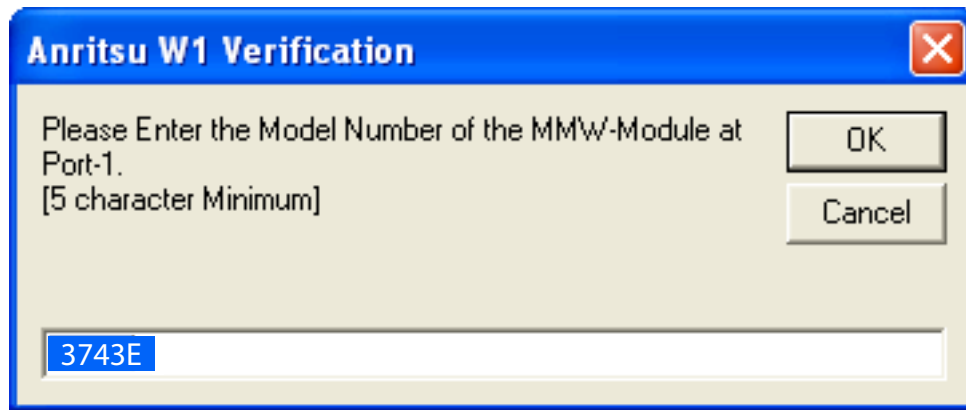 Anritsu W1 Verification
Please Enter the Model Number of the MMW-Module at
Port-1.
[5 character Minimum]
OK
Cancel
3743E